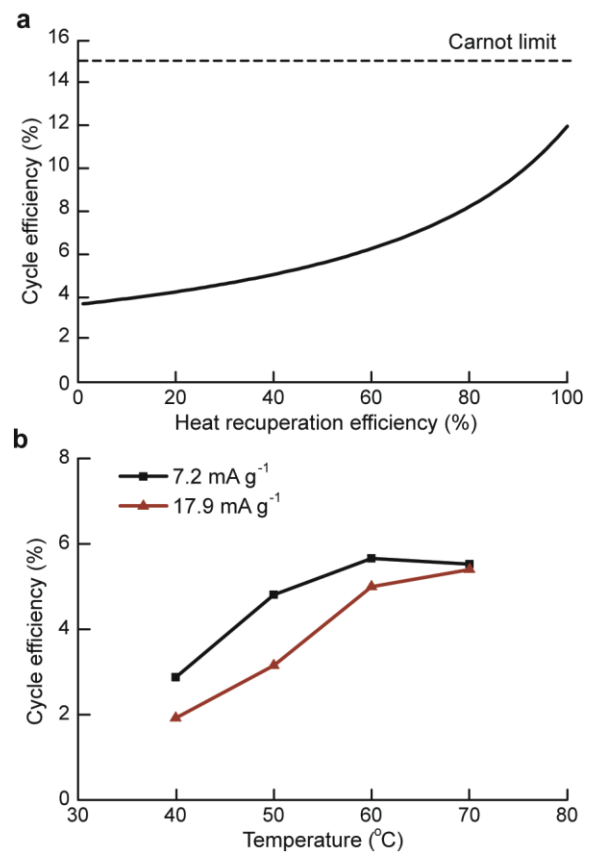 a
16
15
14
12
10
8
6
4
2
0
Cycle efficiency (%)
Carnot limit
0 20 40 60 80 100
Heat recuperation efficiency (%)
b
8
6
4
2
0
Cycle efficiency (%)
7.2 mA g⁻¹
17.9 mA g⁻¹
30 40 50 60 70 80
Temperature (°C)